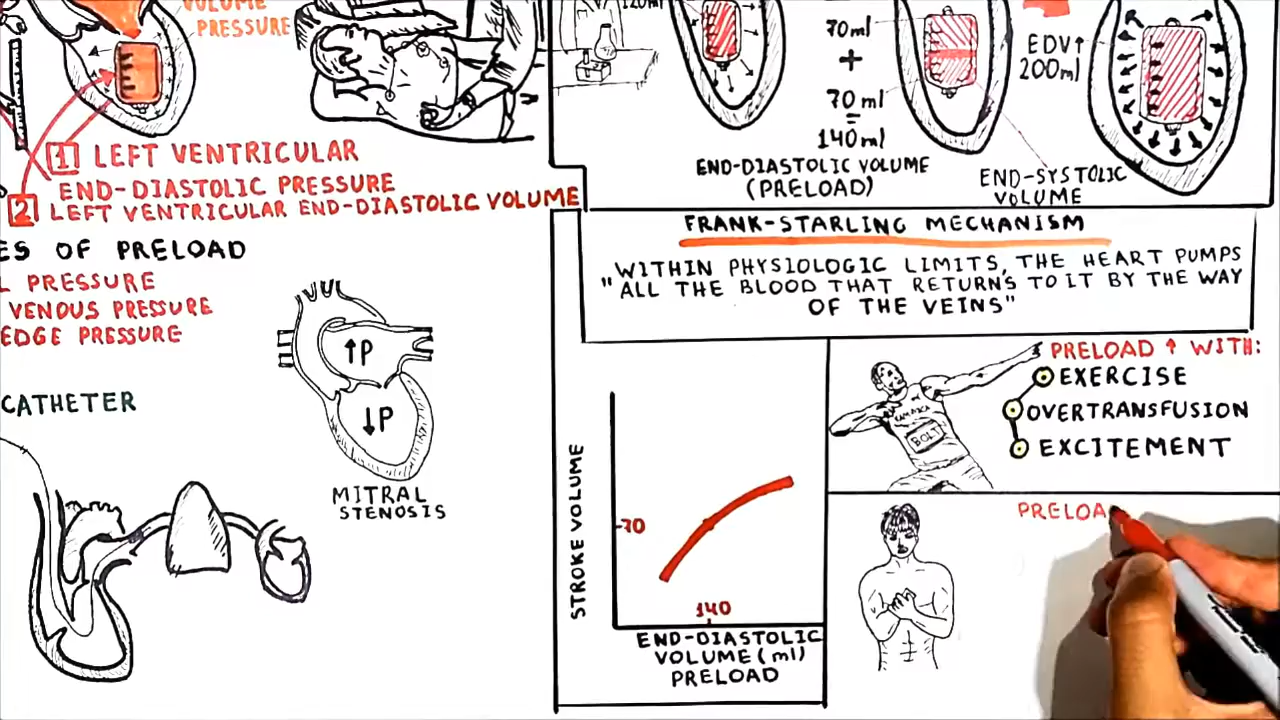 VOLUME
PRESSURE
1 LEFT VENTRICULAR
END-DIASTOLIC PRESSURE
2 LEFT VENTRICULAR END-DIASTOLIC VOLUME
ES OF PRELOAD
L PRESSURE
VENOUS PRESSURE
EDGE PRESSURE
CATHETER
↑P
↓P
MITRAL
STENOSIS
120ml
70ml
+
70 ml
=
140ml
END-DIASTOLIC VOLUME
(PRELOAD)
END-SYSTOLIC
VOLUME
EDV↑
200ml
FRANK-STARLING MECHANISM
"WITHIN PHYSIOLOGIC LIMITS, THE HEART PUMPS
"ALL THE BLOOD THAT RETURNS TO IT BY THE WAY
OF THE VEINS"
STROKE VOLUME
70
140
END-DIASTOLIC
VOLUME (ml)
PRELOAD
PRELOAD ↑ WITH:
EXERCISE
OVERTRANSFUSION
EXCITEMENT
JAMAICA
BOLT
PRELOA